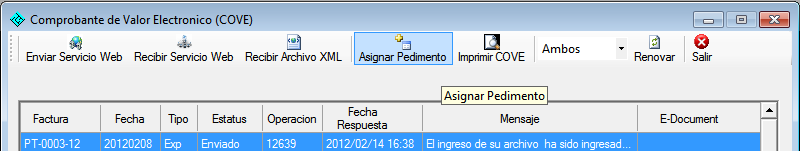 Comprobante de Valor Electronico (COVE)
Enviar Servicio Web Recibir Servicio Web Recibir Archivo XML Asignar Pedimento Imprimir COVE Ambos Renovar Salir
Asignar Pedimento
Factura Fecha Tipo Estatus Operacion Fecha Respuesta Mensaje E-Document
PT-0003-12 20120208 Exp Enviado 12639 2012/02/14 16:38 El ingreso de su archivo ha sido ingresad...